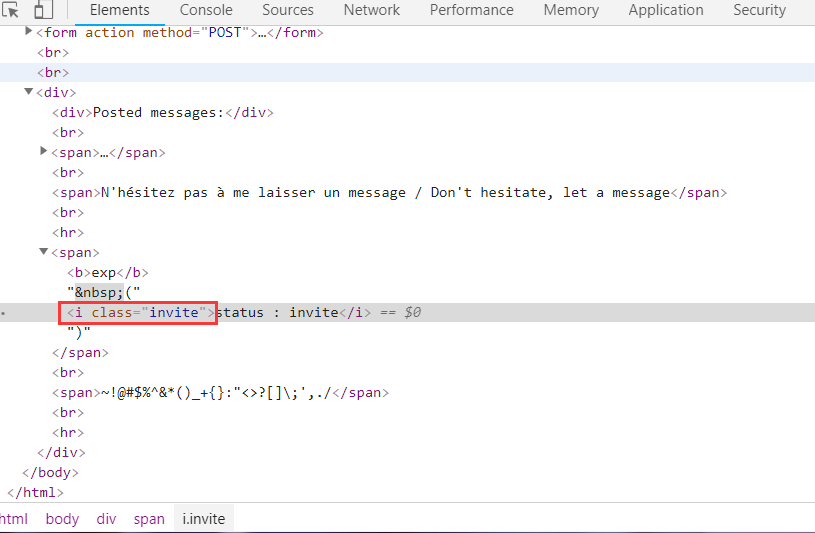 Elements Console Sources Network Performance Memory Application Security
<form action method="POST">…</form>
<br>
<br>
<div>
<div>Posted messages:</div>
<br>
<span>…</span>
<br>
<span>N'hésitez pas à me laisser un message / Don't hesitate, let a message</span>
<br>
<hr>
<span>
<b>exp</b>
"&nbsp;("
<i class="invite">status : invite</i> == $0
")"
</span>
<br>
<span>~!@#$%^&*()_+{}:"<>?[]\;',./</span>
<br>
<hr>
</div>
</body>
</html>
html body div span i.invite